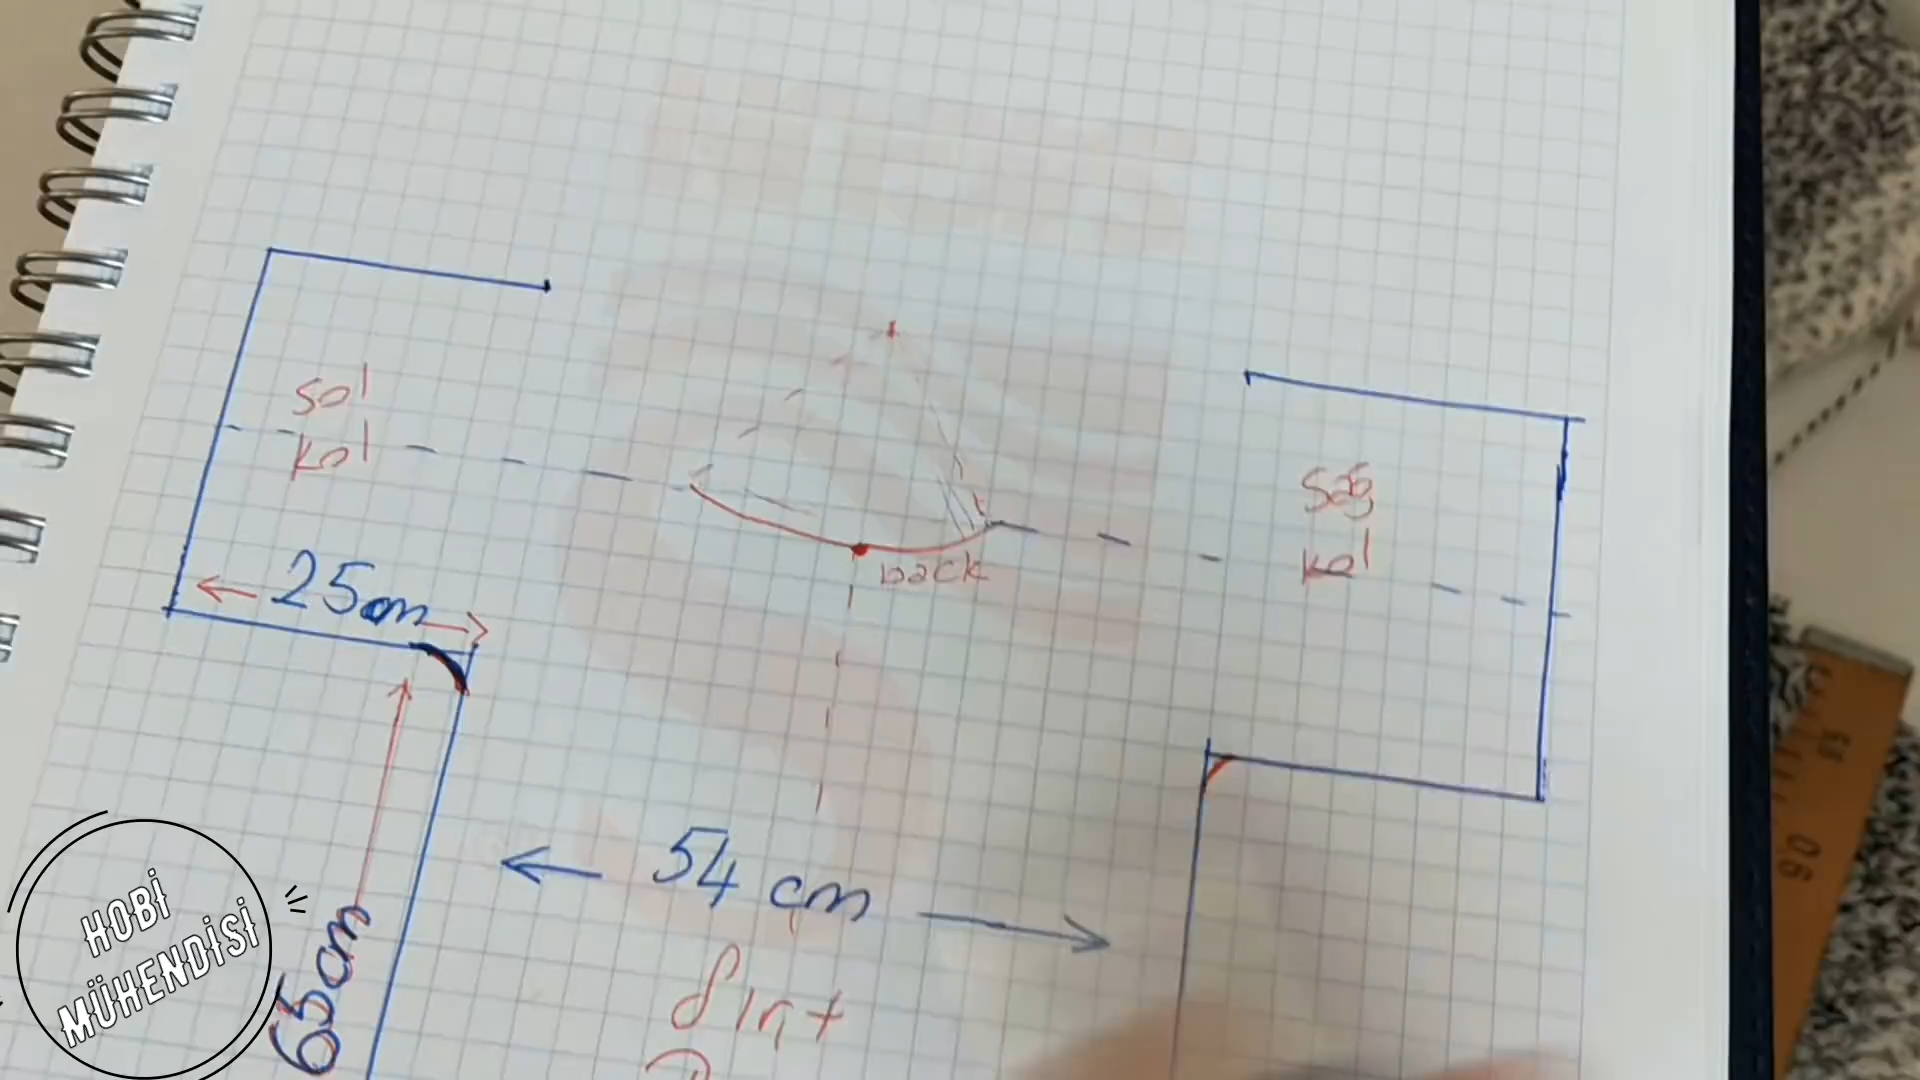 sol
kol
sağ
kol
back
25cm
54 cm
65cm
HOBİ
MÜHENDİSİ